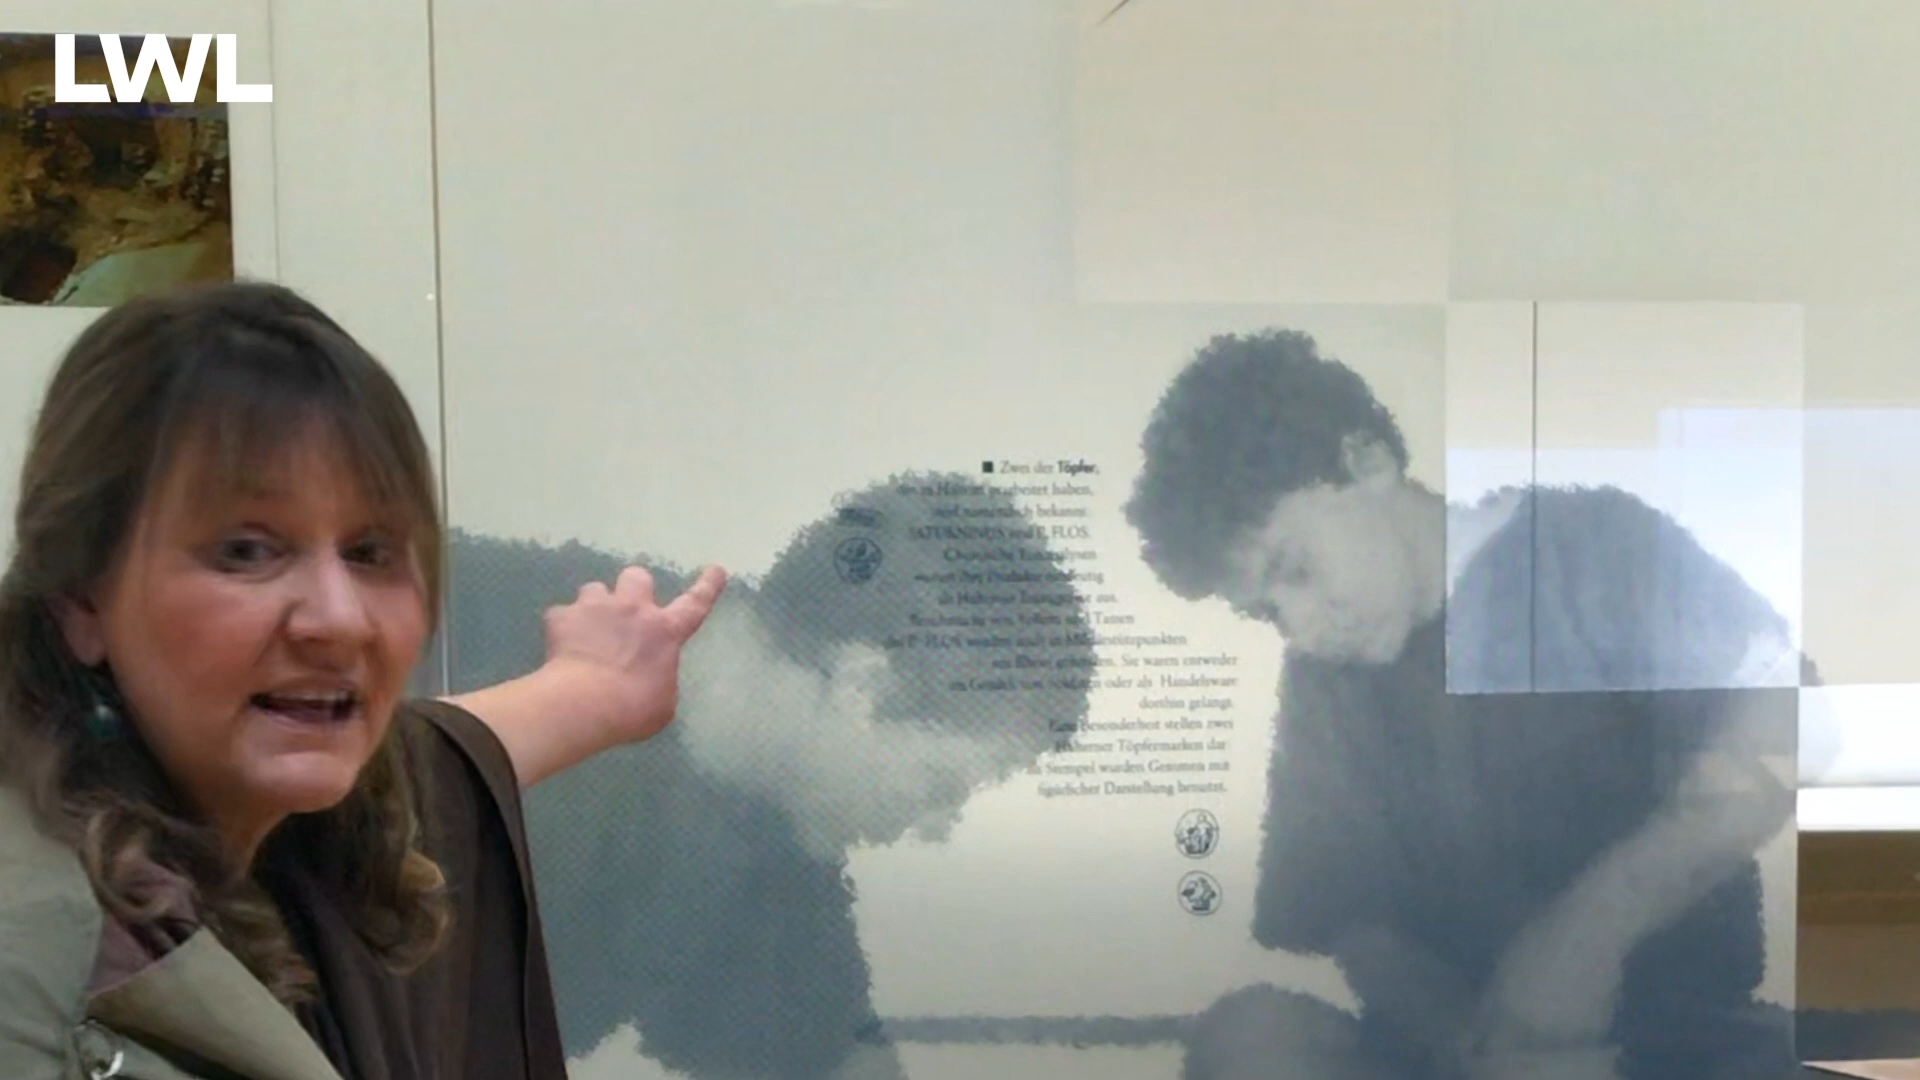 LWL
■ Zwei der Töpfer,
die in Haltern gearbeitet haben,
sind namentlich bekannt:
SATURNINUS und P. FLOS.
Chemische Tonanalysen
weisen ihre Produkte eindeutig
als Halterner Erzeugnisse aus.
Bruchstücke von Kelchen und Tassen
des P. FLOS wurden auch in Militärstützpunkten
am Rhein gefunden. Sie waren entweder
im Gepäck von Soldaten oder als Handelsware
dorthin gelangt.
Eine Besonderheit stellen zwei
Halterner Töpfermarken dar:
als Stempel wurden Gemmen mit
figürlicher Darstellung benutzt.